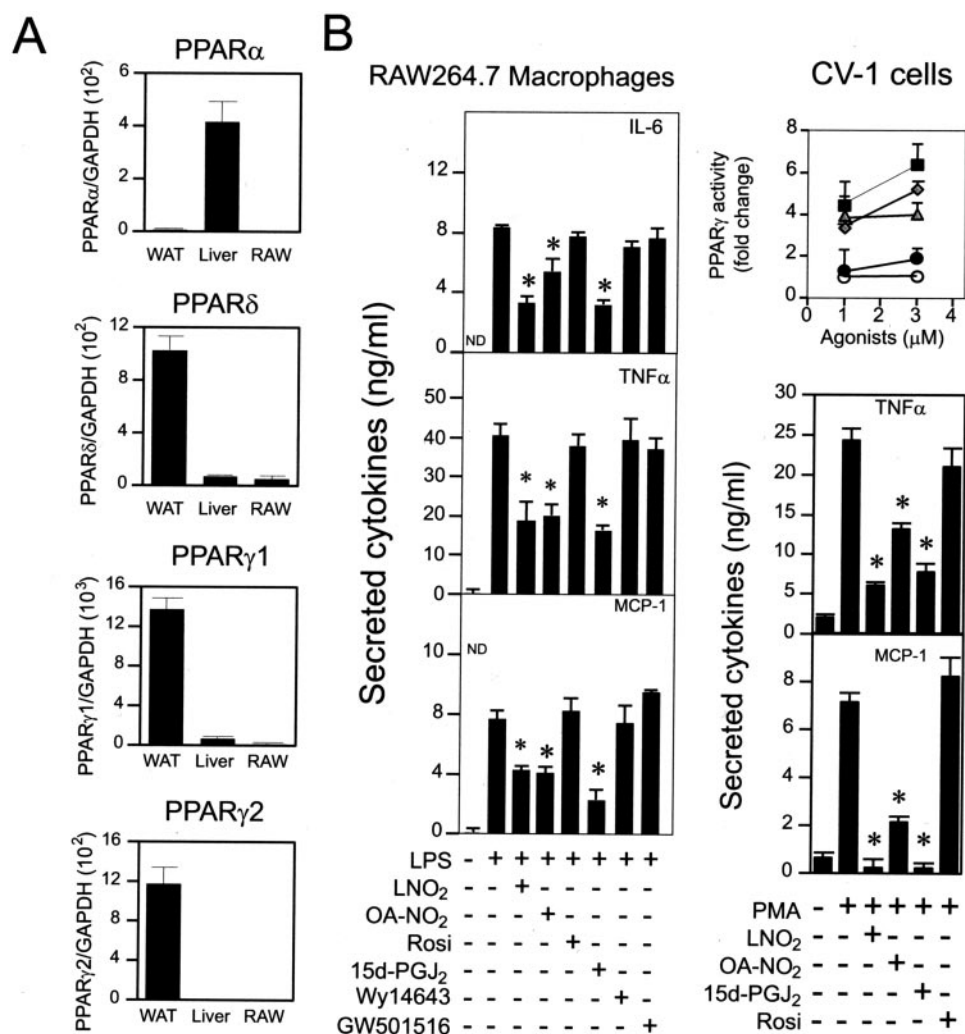 A
PPARα
PPARα/GAPDH (10²)
6
4
2
0
WAT Liver RAW
PPARδ
PPARδ/GAPDH (10²)
12
8
4
0
WAT Liver RAW
PPARγ1
PPARγ1/GAPDH (10³)
16
12
8
4
0
WAT Liver RAW
PPARγ2
PPARγ2/GAPDH (10²)
12
8
4
0
WAT Liver RAW
B
RAW264.7 Macrophages
Secreted cytokines (ng/ml)
IL-6
12
8
4
0
ND
* * *
TNFα
50
40
30
20
10
0
* * *
MCP-1
ND
10
8
4
0
* * *
LPS - + + + + + + +
LNO₂ - - + - - - - -
OA-NO₂ - - - + - - - -
Rosi - - - - + - - -
15d-PGJ₂ - - - - - + - -
Wy14643 - - - - - - + -
GW501516 - - - - - - - +
CV-1 cells
PPARγ activity
(fold change)
8
6
4
2
0
0 1 2 3 4
Agonists (μM)
Secreted cytokines (ng/ml)
TNFα
30
25
20
15
10
5
0
* * *
MCP-1
8
6
4
2
0
* * *
PMA - + + + + +
LNO₂ - - + - - -
OA-NO₂ - - - + - -
15d-PGJ₂ - - - - + -
Rosi - - - - - +